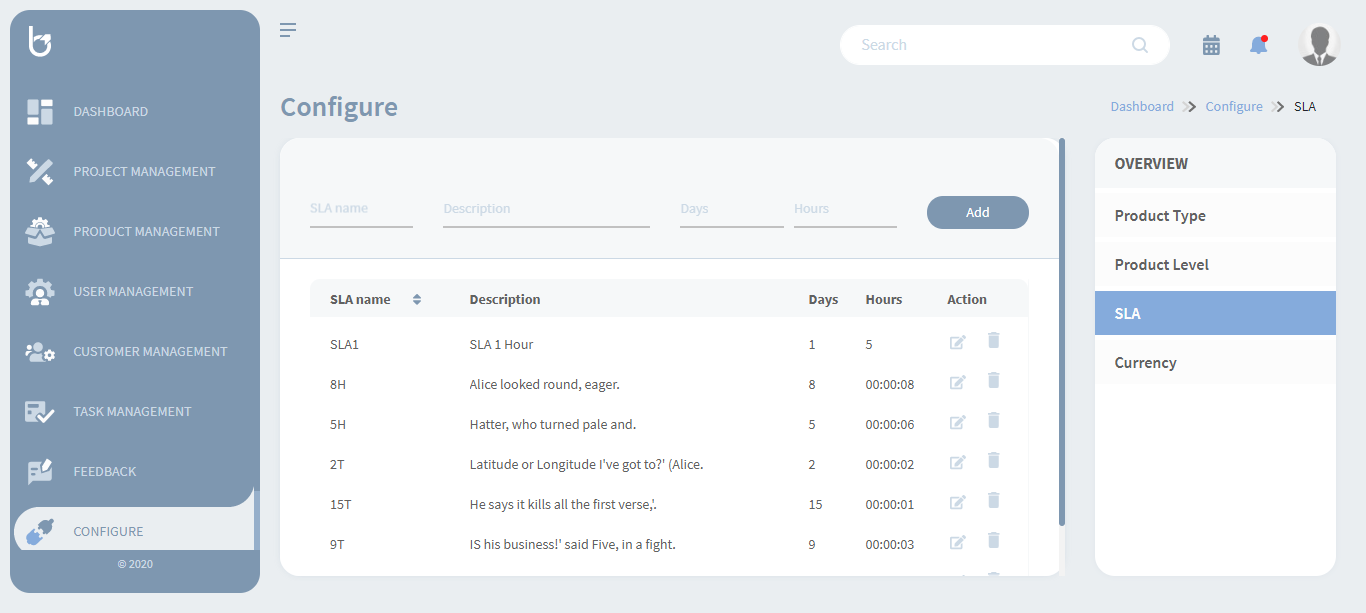 Search
DASHBOARD
PROJECT MANAGEMENT
PRODUCT MANAGEMENT
USER MANAGEMENT
CUSTOMER MANAGEMENT
TASK MANAGEMENT
FEEDBACK
CONFIGURE
© 2020
Configure
Dashboard Configure SLA
SLA name Description Days Hours Add
SLA name Description Days Hours Action
SLA1 SLA 1 Hour 1 5
8H Alice looked round, eager. 8 00:00:08
5H Hatter, who turned pale and. 5 00:00:06
2T Latitude or Longitude I've got to?' (Alice. 2 00:00:02
15T He says it kills all the first verse,'. 15 00:00:01
9T IS his business!' said Five, in a fight. 9 00:00:03
OVERVIEW
Product Type
Product Level
SLA
Currency